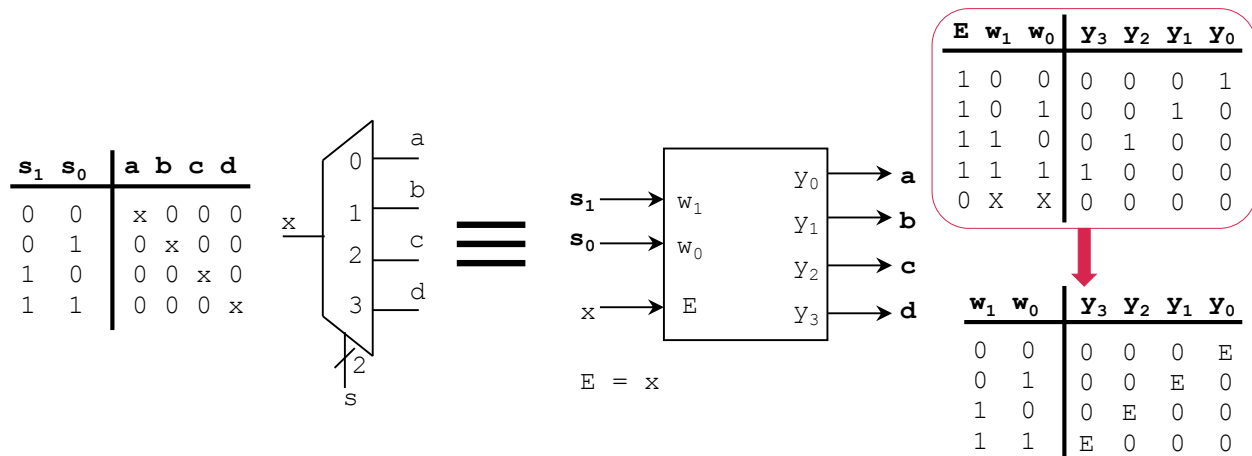 s1 s0 a b c d
0 0 x 0 0 0
0 1 0 x 0 0
1 0 0 0 x 0
1 1 0 0 0 x
x
0 a
1 b
2 c
3 d
2
s
s1 w1
s0 w0
x E
y0 a
y1 b
y2 c
y3 d
E = x
E w1 w0 y3 y2 y1 y0
1 0 0 0 0 0 1
1 0 1 0 0 1 0
1 1 0 0 1 0 0
1 1 1 1 0 0 0
0 X X 0 0 0 0
w1 w0 y3 y2 y1 y0
0 0 0 0 0 E
0 1 0 0 E 0
1 0 0 E 0 0
1 1 E 0 0 0